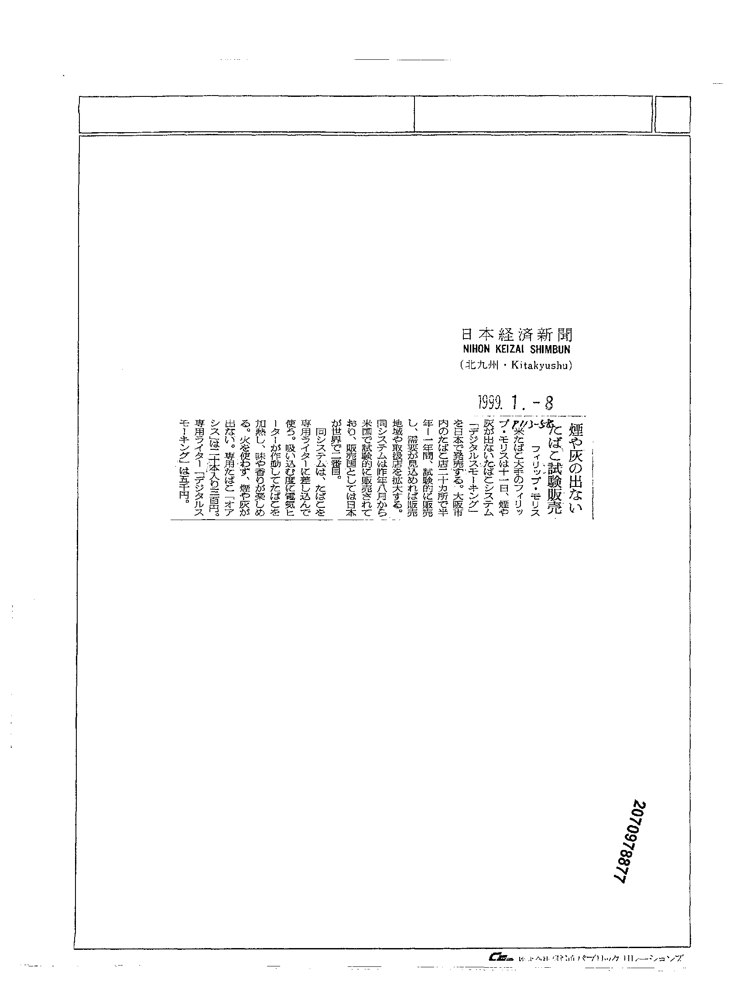 日本経済新聞
NIHON KEIZAI SHIMBUN
(北九州・Kitakyushu)
1999. 1. -8
煙や灰の出ない
たばこ試験販売
フィリップ・モリス
米たばこ大手のフィリッ
プ・モリスは十一日、煙や
灰が出ないたばこシステム
「デジタルスモーキング」
を日本で発売する。大阪市
内のたばこ店二十カ所で半
年―一年間、試験的に販売
し、需要が見込めれば販売
地域や取扱店を拡大する。
同システムは昨年八月から
米国で試験的に販売されて
おり、販売国としては日本
が世界で二番目。
同システムは、たばこを
専用ライターに差し込んで
使う。吸い込む度に電気ヒ
ーターが作動してたばこを
加熱し、味や香りが楽しめ
る。火を使わず、煙や灰が
出ない。専用たばこ「オア
シス」は二十本入り三百円。
専用ライター「デジタルス
モーキング」は五千円。
2070978877
パブリック リレーションズ